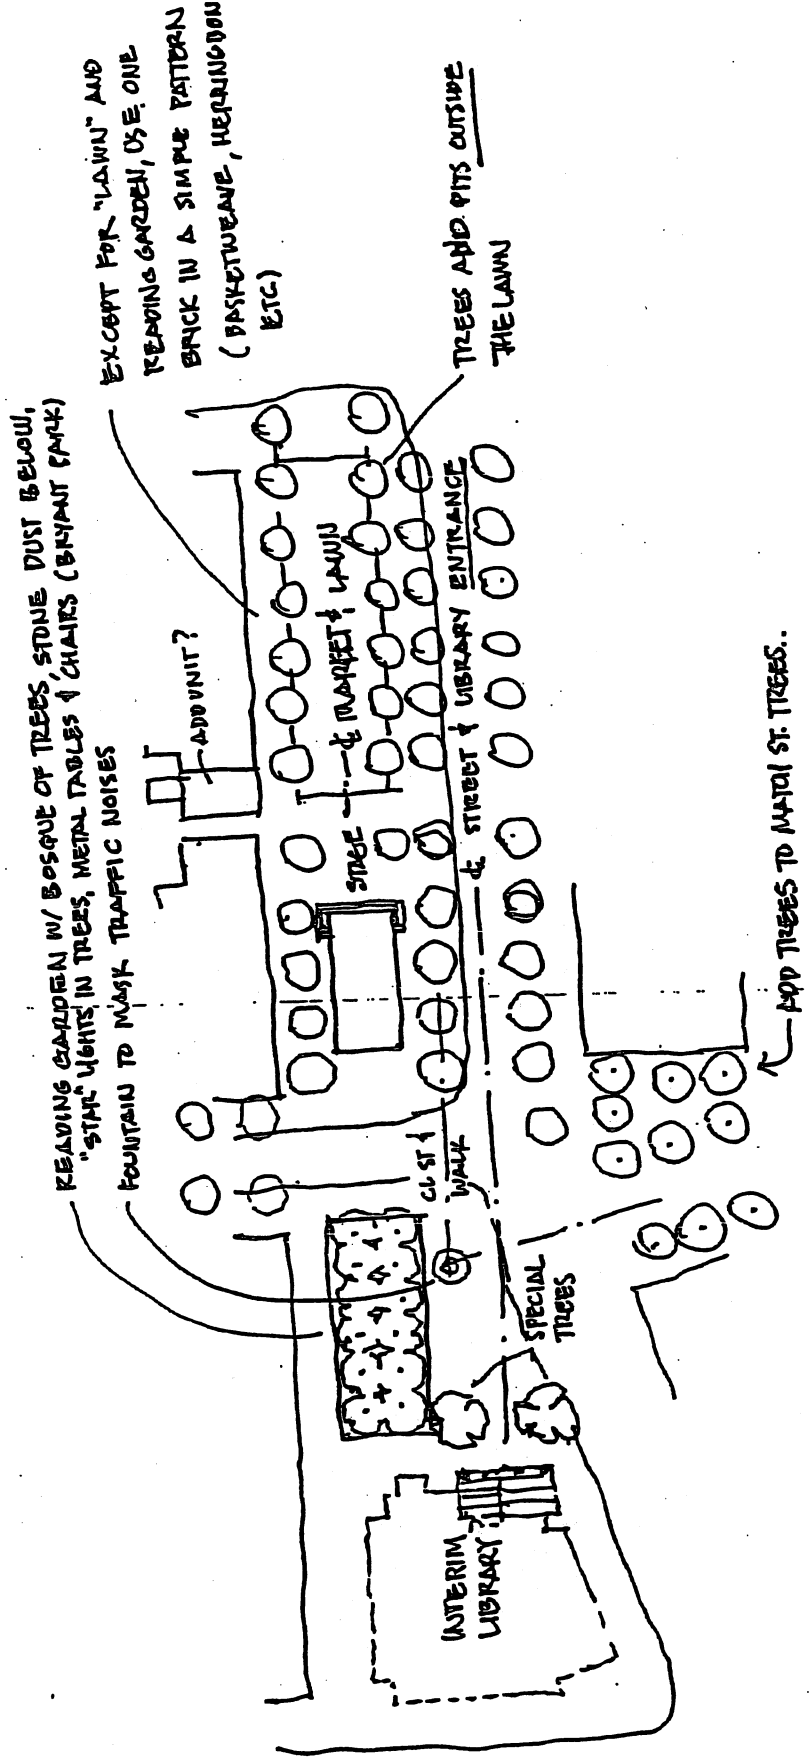 READING GARDEN W/ BOSQUE OF TREES, STONE DUST BELOW,
"STAR" LIGHTS IN TREES, METAL TABLES & CHAIRS (BRYANT PARK)
FOUNTAIN TO MASK TRAFFIC NOISES
EXCEPT FOR "LAWN" AND
READING GARDEN, USE ONE
BRICK IN A SIMPLE PATTERN
(BASKETWEAVE, HERRINGBON
ETC)
ADD UNIT?
TREES AND PITS OUTSIDE
THE LAWN
STAGE
℄ MARKET & LAWN
℄ STREET & LIBRARY ENTRANCE
CL ST &
WALK
SPECIAL
TREES
INTERIM
LIBRARY
ADD TREES TO MATCH ST. TREES..